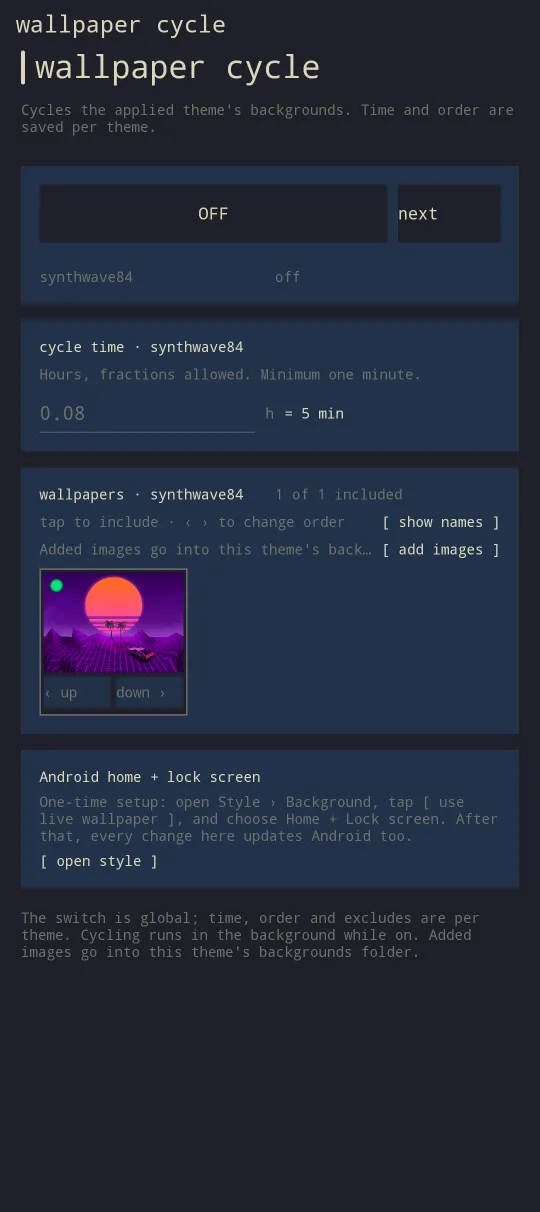 wallpaper cycle
wallpaper cycle
Cycles the applied theme's backgrounds. Time and order are
saved per theme.
OFF
next
synthwave84 off
cycle time · synthwave84
Hours, fractions allowed. Minimum one minute.
0.08 h = 5 min
wallpapers · synthwave84 1 of 1 included
tap to include · ‹ › to change order [ show names ]
Added images go into this theme's back… [ add images ]
‹ up down ›
Android home + lock screen
One-time setup: open Style › Background, tap [ use
live wallpaper ], and choose Home + Lock screen. After
that, every change here updates Android too.
[ open style ]
The switch is global; time, order and excludes are per
theme. Cycling runs in the background while on. Added
images go into this theme's backgrounds folder.